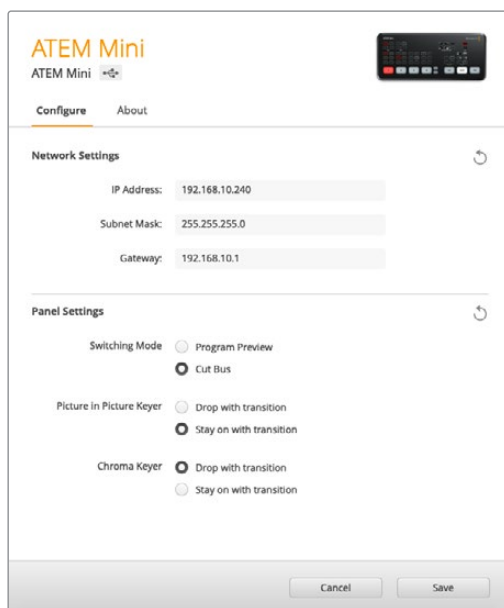 ATEM Mini
ATEM Mini
Configure About
Network Settings
IP Address: 192.168.10.240
Subnet Mask: 255.255.255.0
Gateway: 192.168.10.1
Panel Settings
Switching Mode Program Preview
Cut Bus
Picture in Picture Keyer Drop with transition
Stay on with transition
Chroma Keyer Drop with transition
Stay on with transition
Cancel Save